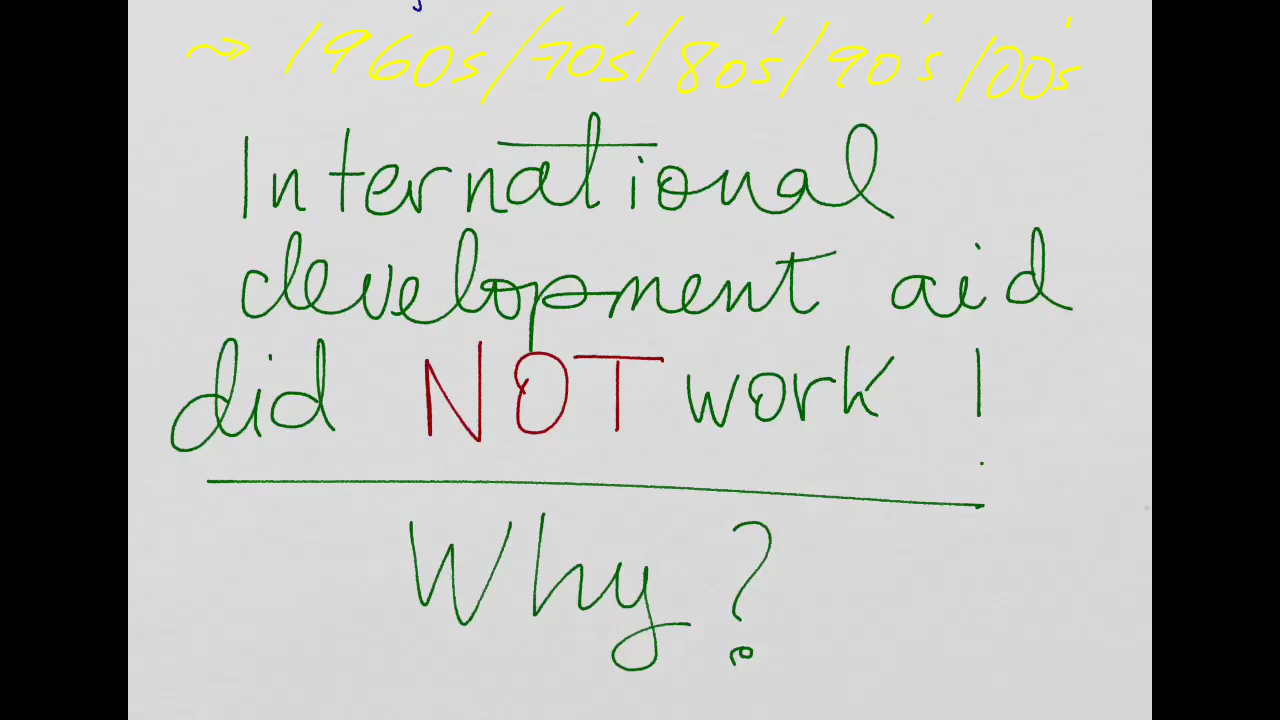 ~> 1960's/70's/80's/90's/00's
International
development aid
did NOT work !
Why ?